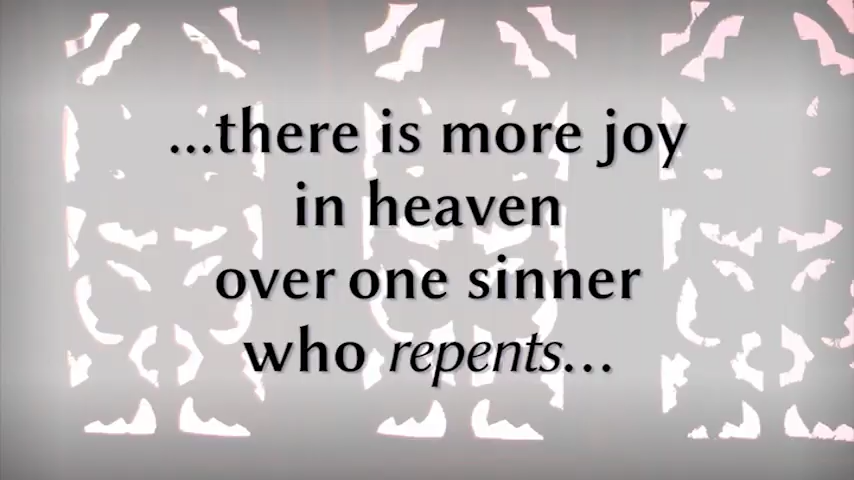 ...there is more joy
in heaven
over one sinner
who repents...